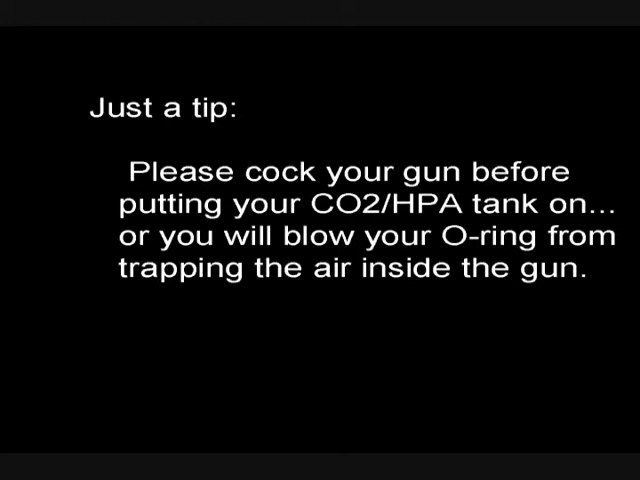 Just a tip:
Please cock your gun before
putting your CO2/HPA tank on...
or you will blow your O-ring from
trapping the air inside the gun.